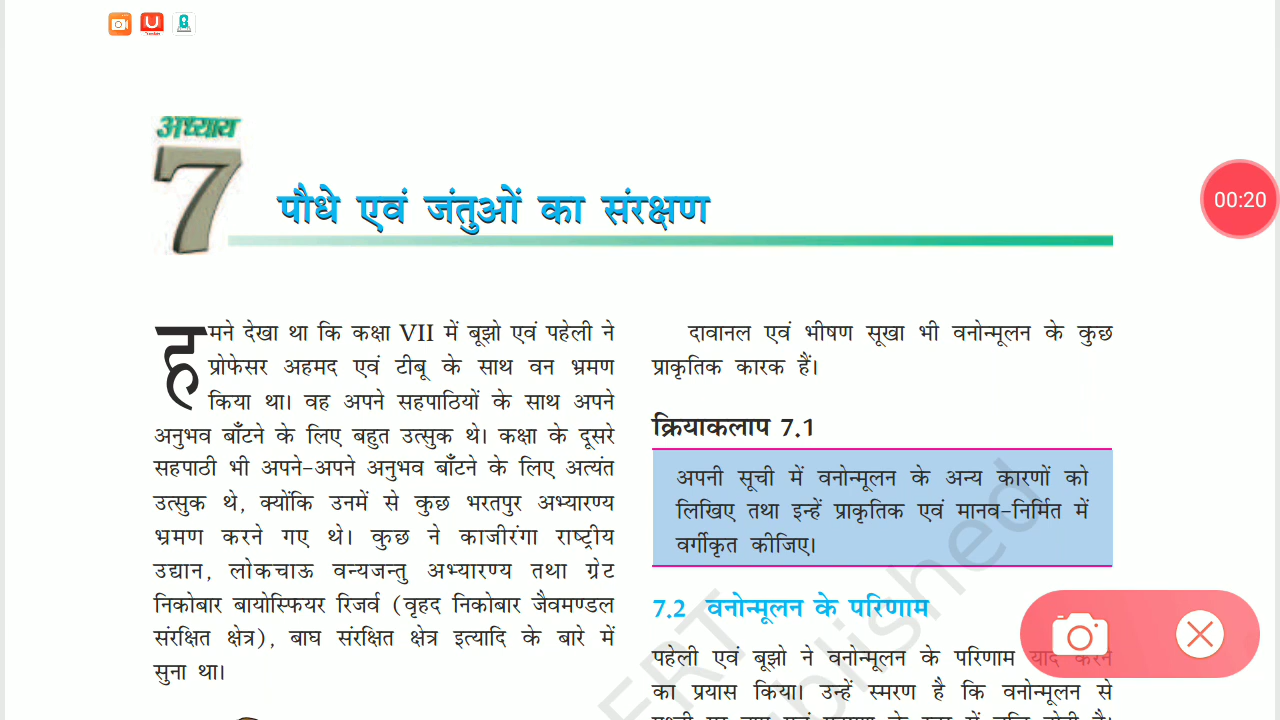 अध्याय
7
पौधे एवं जंतुओं का संरक्षण
00:20
हमने देखा था कि कक्षा VII में बूझो एवं पहेली ने
प्रोफेसर अहमद एवं टीबू के साथ वन भ्रमण
किया था। वह अपने सहपाठियों के साथ अपने
अनुभव बाँटने के लिए बहुत उत्सुक थे। कक्षा के दूसरे
सहपाठी भी अपने-अपने अनुभव बाँटने के लिए अत्यंत
उत्सुक थे, क्योंकि उनमें से कुछ भरतपुर अभ्यारण्य
भ्रमण करने गए थे। कुछ ने काजीरंगा राष्ट्रीय
उद्यान, लोकचाऊ वन्यजन्तु अभ्यारण्य तथा ग्रेट
निकोबार बायोस्फियर रिजर्व (वृहद निकोबार जैवमण्डल
संरक्षित क्षेत्र), बाघ संरक्षित क्षेत्र इत्यादि के बारे में
सुना था।
दावानल एवं भीषण सूखा भी वनोन्मूलन के कुछ
प्राकृतिक कारक हैं।
क्रियाकलाप 7.1
अपनी सूची में वनोन्मूलन के अन्य कारणों को
लिखिए तथा इन्हें प्राकृतिक एवं मानव-निर्मित में
वर्गीकृत कीजिए।
7.2 वनोन्मूलन के परिणाम
पहेली एवं बूझो ने वनोन्मूलन के परिणाम याद करने
का प्रयास किया। उन्हें स्मरण है कि वनोन्मूलन से